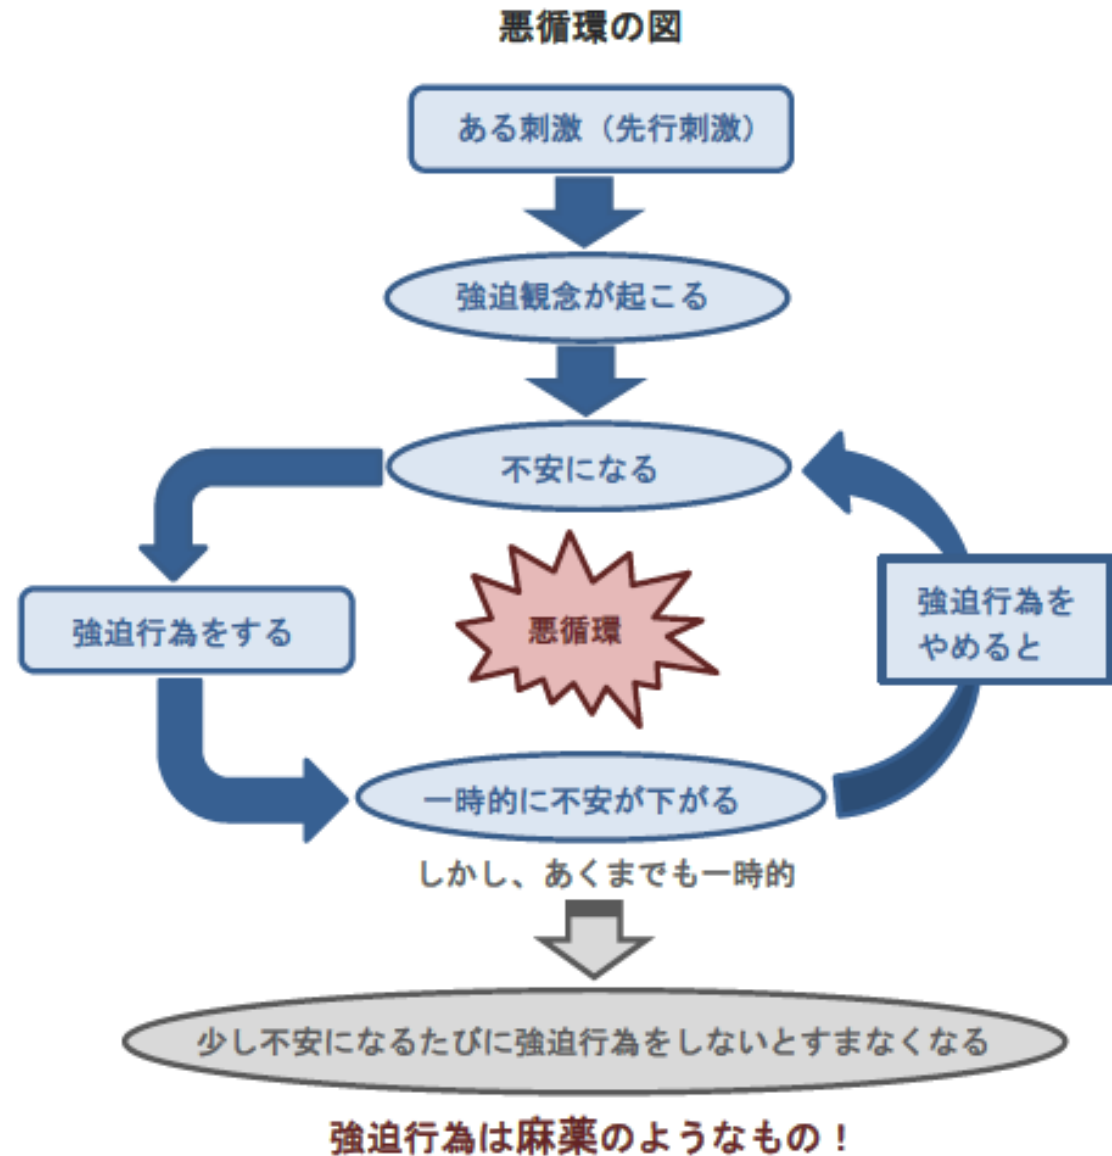 悪循環の図
ある刺激（先行刺激）
強迫観念が起こる
不安になる
強迫行為をする
悪循環
強迫行為を
やめると
一時的に不安が下がる
しかし、あくまでも一時的
少し不安になるたびに強迫行為をしないとすまなくなる
強迫行為は麻薬のようなもの！